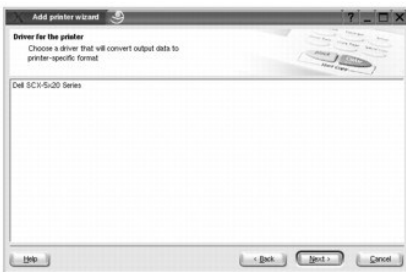 Add printer wizard
Driver for the printer
Choose a driver that will convert output data to
printer-specific format
Dell SCX-5x20 Series
Help
< Back
Next >
Cancel